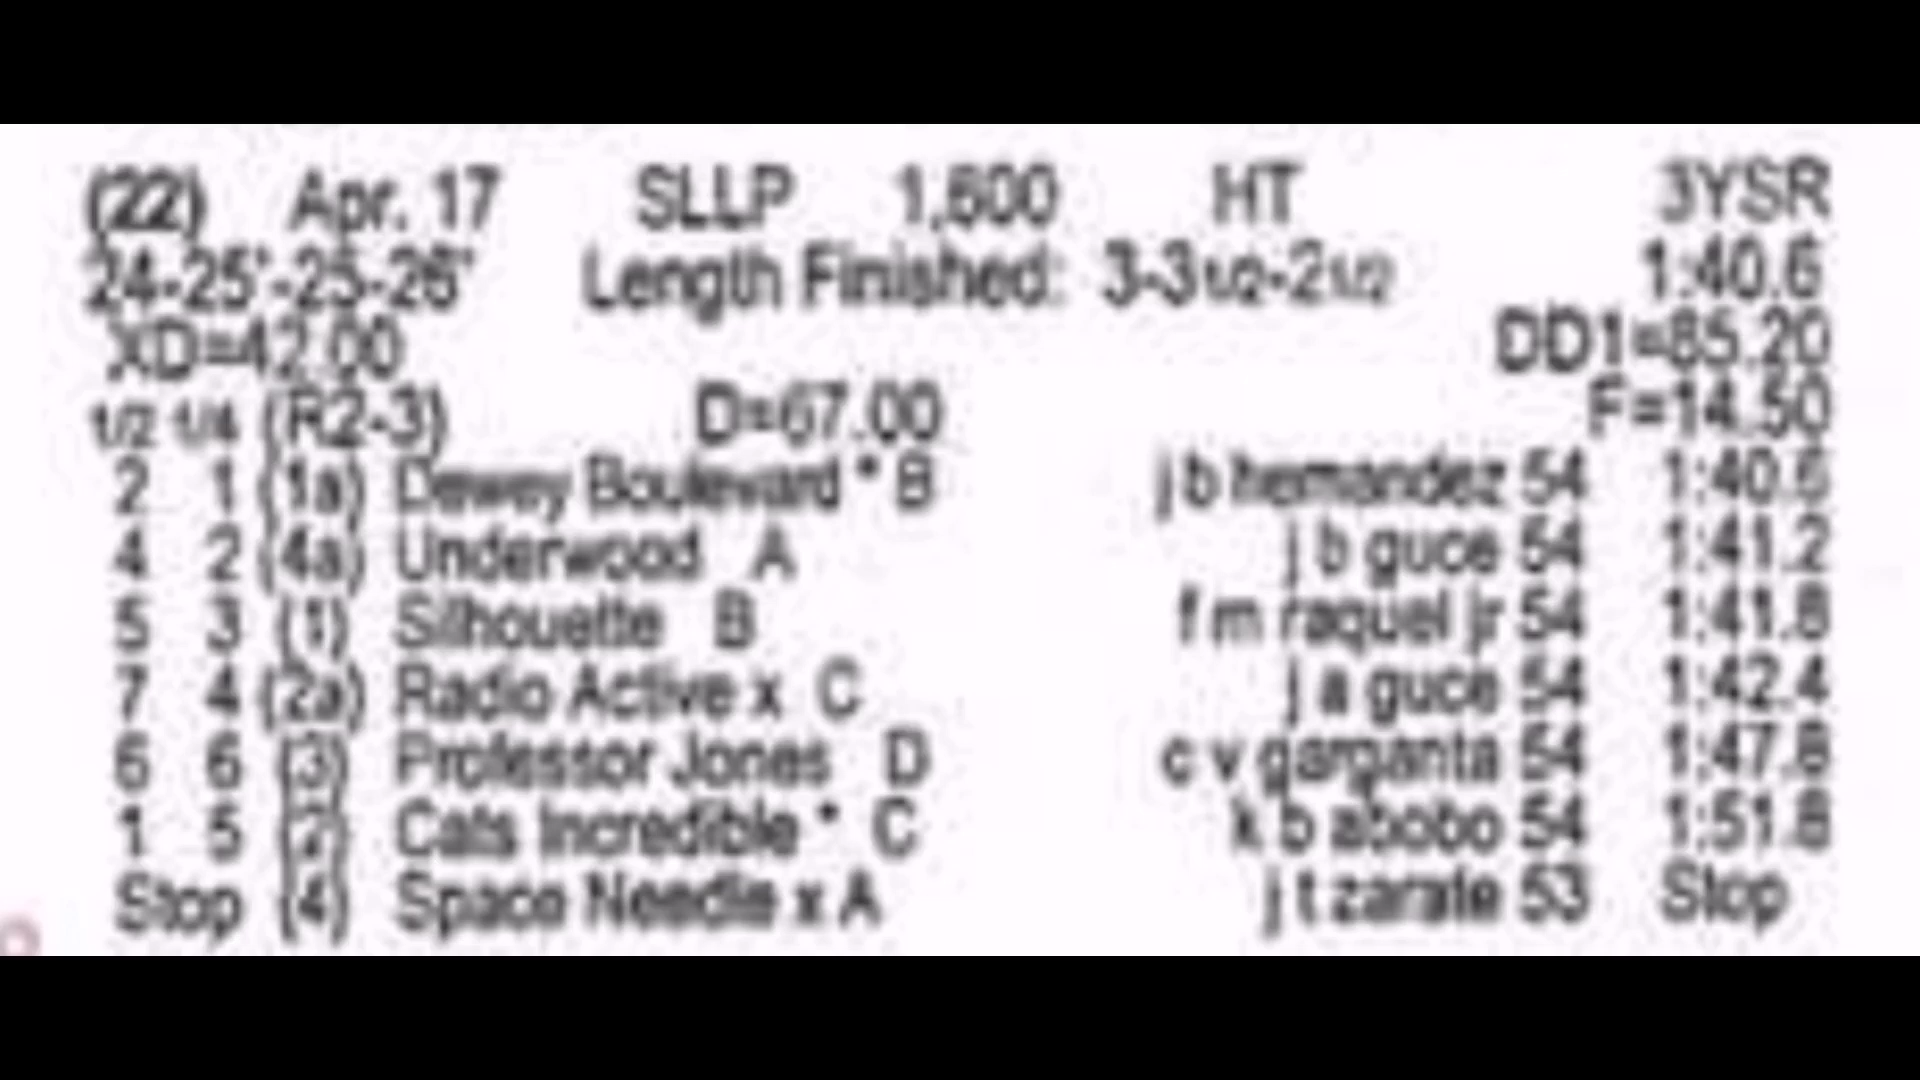 (22) Apr. 17 SLLP 1,600 HT 3YSR
24-25'-25-26' Length Finished: 3-31/2-21/2 1:40.6
XD=42.00 DD1=85.20
1/2 1/4 (R2-3) D=67.00 F=14.50
2 1 (1a) Dewey Boulevard * B j b hernandez 54 1:40.6
4 2 (4a) Underwood A j b guce 54 1:41.2
5 3 (1) Silhouette B f m raquel jr 54 1:41.8
7 4 (2a) Radio Active x C j a guce 54 1:42.4
6 6 (3) Professor Jones D c v garganta 54 1:47.8
1 5 (2) Cats Incredible * C k b abobo 54 1:51.8
Stop (4) Space Needle x A j t zarate 53 Stop